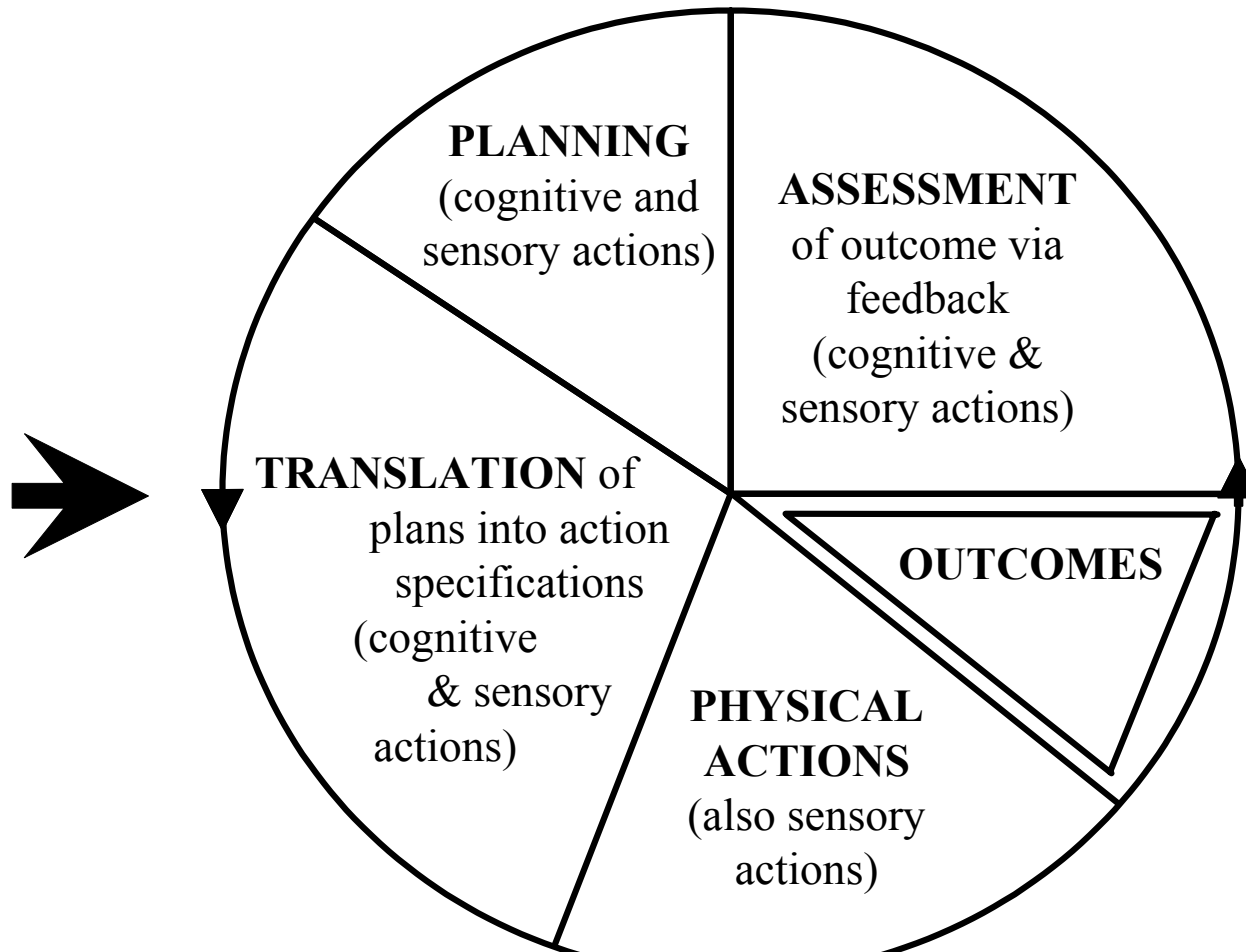 PLANNING
(cognitive and
sensory actions)
ASSESSMENT
of outcome via
feedback
(cognitive &
sensory actions)
TRANSLATION of
plans into action
specifications
(cognitive
& sensory
actions)
OUTCOMES
PHYSICAL
ACTIONS
(also sensory
actions)